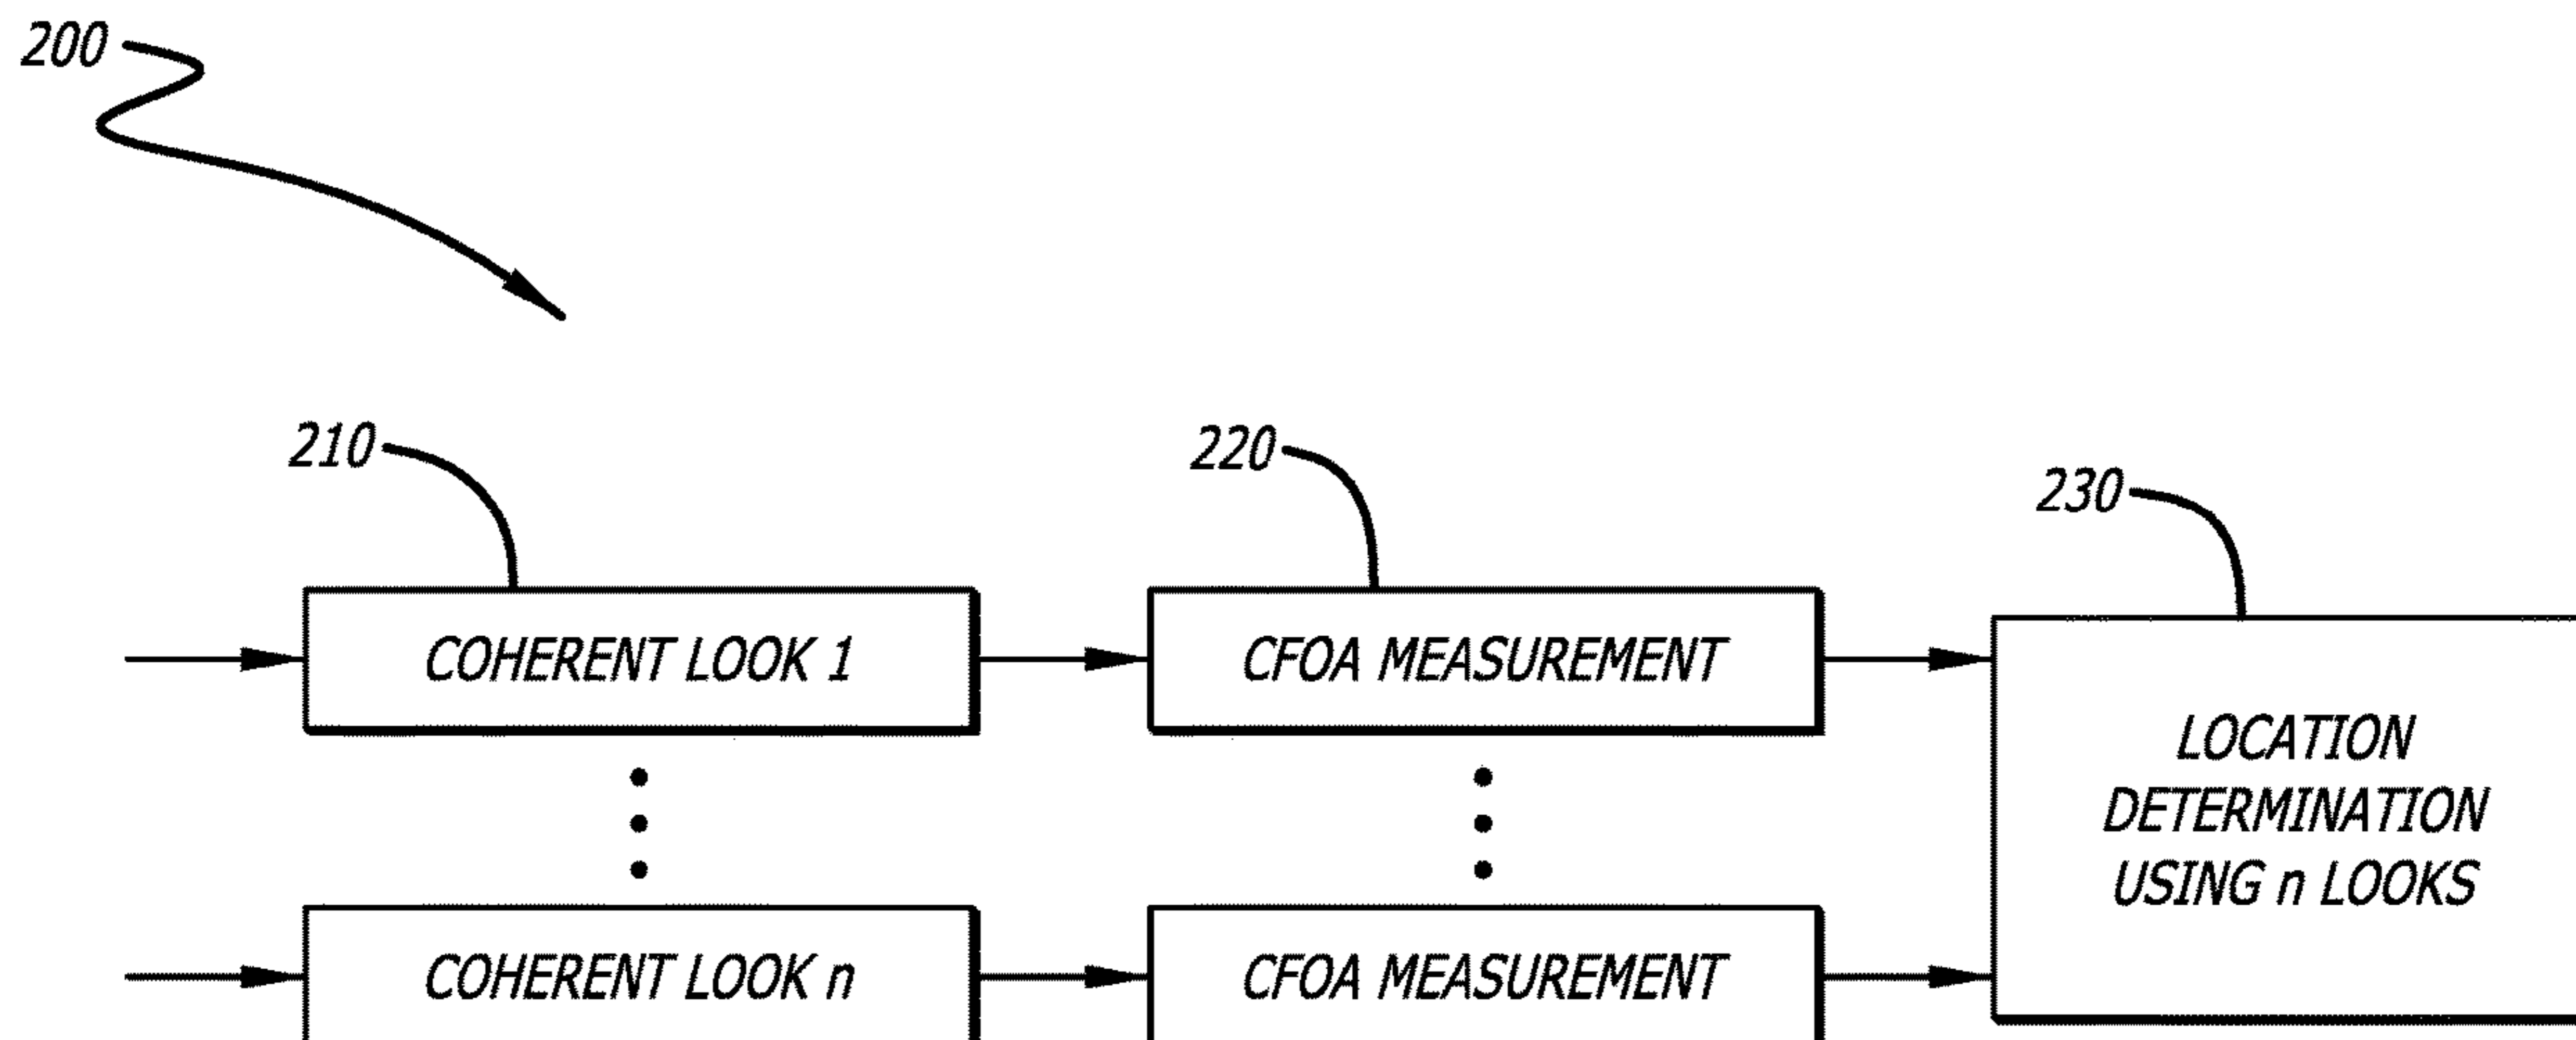 200
210
220
230
COHERENT LOOK 1
CFOA MEASUREMENT
LOCATION
DETERMINATION
USING n LOOKS
COHERENT LOOK n
CFOA MEASUREMENT